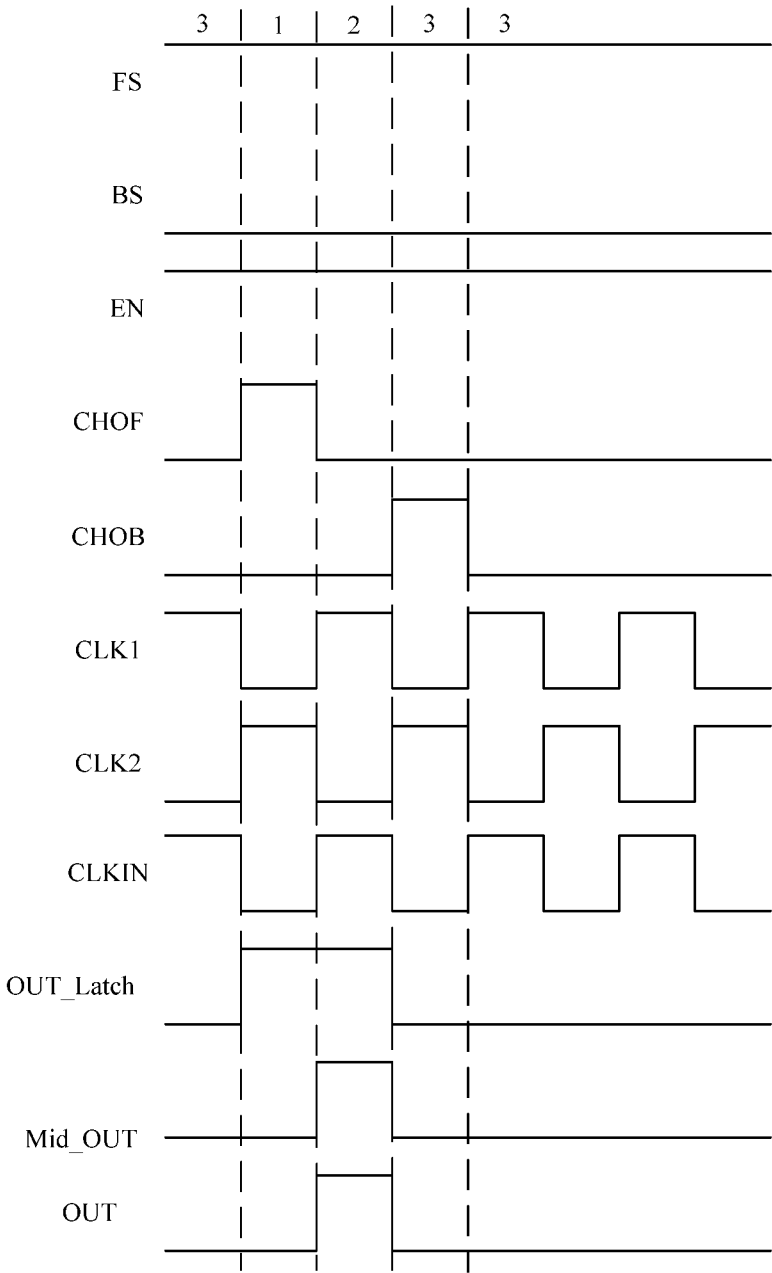 3 1 2 3 3
FS
BS
EN
CHOF
CHOB
CLK1
CLK2
CLKIN
OUT_Latch
Mid_OUT
OUT